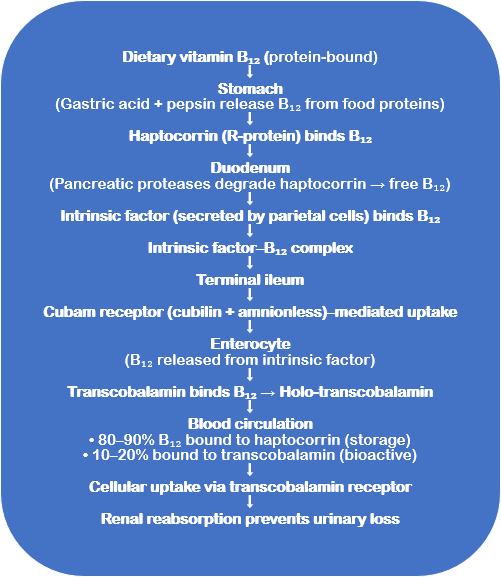 Dietary vitamin B₁₂ (protein-bound)
↓
Stomach
(Gastric acid + pepsin release B₁₂ from food proteins)
↓
Haptocorrin (R-protein) binds B₁₂
↓
Duodenum
(Pancreatic proteases degrade haptocorrin → free B₁₂)
↓
Intrinsic factor (secreted by parietal cells) binds B₁₂
↓
Intrinsic factor–B₁₂ complex
↓
Terminal ileum
↓
Cubam receptor (cubilin + amnionless)–mediated uptake
↓
Enterocyte
(B₁₂ released from intrinsic factor)
↓
Transcobalamin binds B₁₂ → Holo-transcobalamin
↓
Blood circulation
• 80–90% B₁₂ bound to haptocorrin (storage)
• 10–20% bound to transcobalamin (bioactive)
↓
Cellular uptake via transcobalamin receptor
↓
Renal reabsorption prevents urinary loss